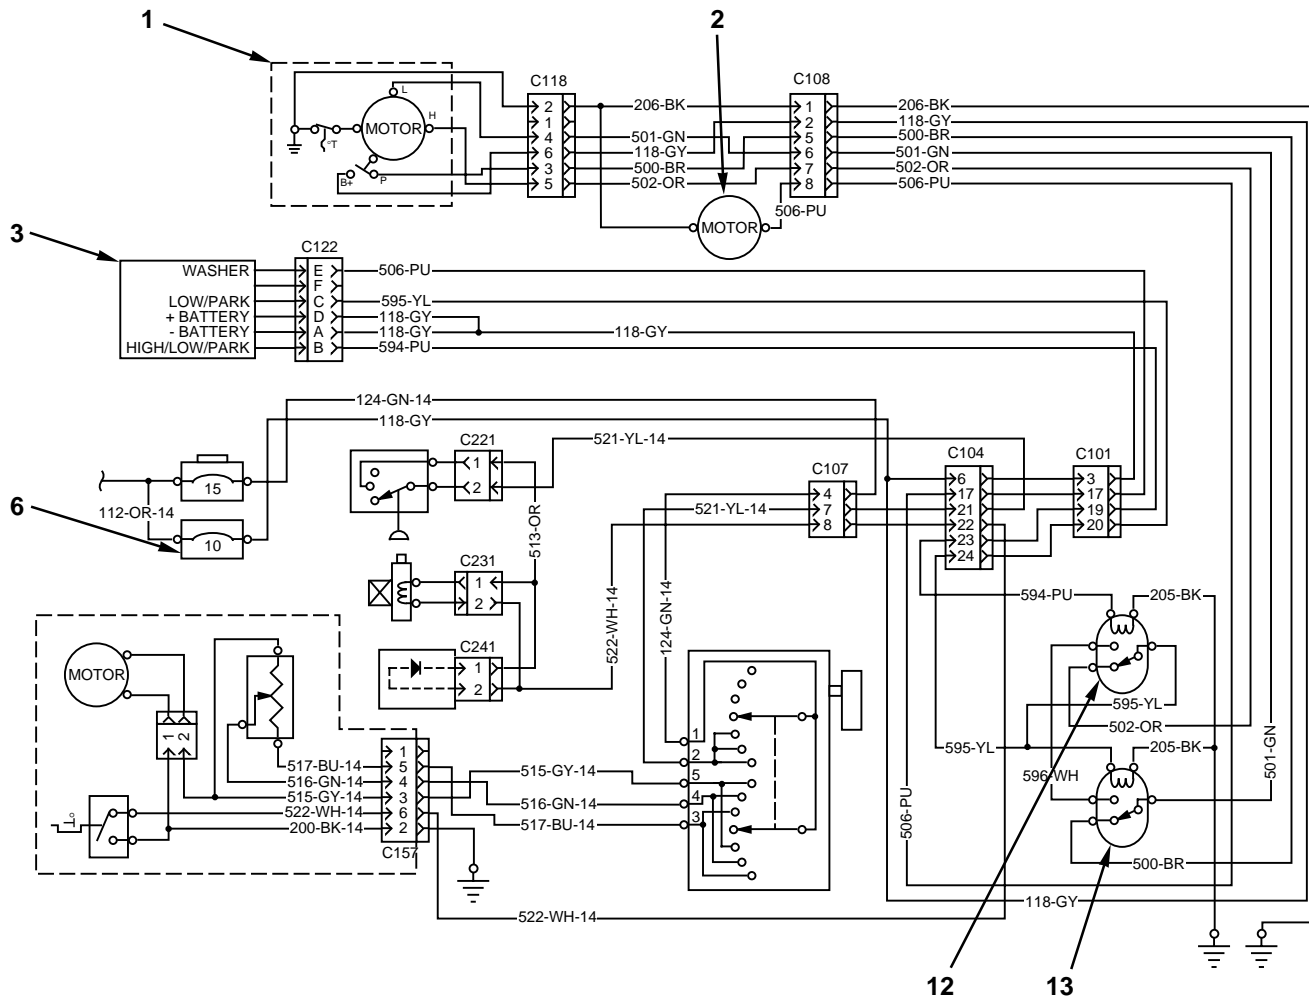 1
2
C118
C108
L
H
MOTOR
°T
B+
P
2
1
4
6
3
5
206-BK
501-GN
118-GY
500-BR
502-OR
1
2
5
6
7
8
206-BK
118-GY
500-BR
501-GN
502-OR
506-PU
506-PU
MOTOR
3
C122
WASHER
E
506-PU
F
LOW/PARK
C
595-YL
+ BATTERY
D
118-GY
- BATTERY
A
118-GY
118-GY
HIGH/LOW/PARK
B
594-PU
124-GN-14
118-GY
C221
521-YL-14
1
2
C107
C104
C101
15
112-OR-14
6
10
513-OR
521-YL-14
4
7
8
6
17
21
22
23
24
3
17
19
20
C231
1
2
C241
1
2
522-WH-14
124-GN-14
594-PU
205-BK
595-YL
502-OR
595-YL
205-BK
596-WH
501-GN
506-PU
500-BR
MOTOR
1
2
517-BU-14
516-GN-14
515-GY-14
522-WH-14
200-BK-14
1
5
4
3
6
2
C157
515-GY-14
516-GN-14
517-BU-14
1
2
5
4
3
522-WH-14
118-GY
12
13